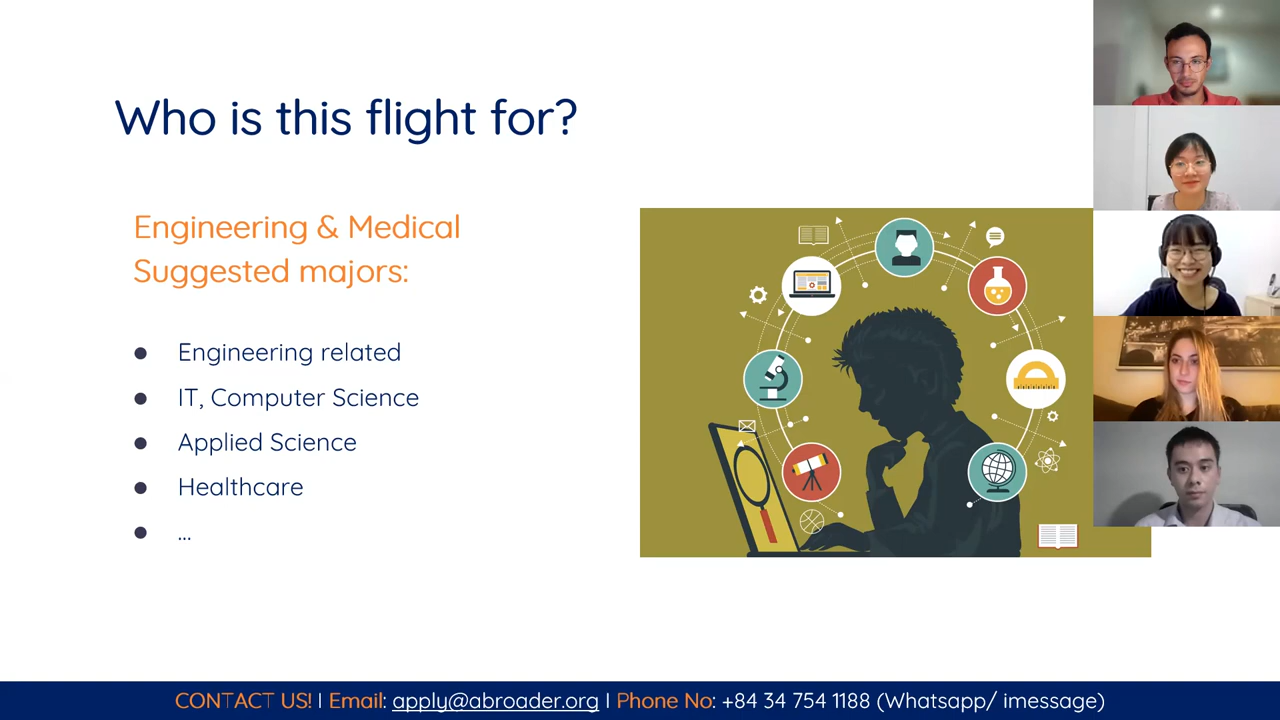 Who is this flight for?
Engineering & Medical
Suggested majors:
● Engineering related
● IT, Computer Science
● Applied Science
● Healthcare
● ...
CONTACT US! | Email: apply@abroader.org | Phone No: +84 34 754 1188 (Whatsapp/ imessage)